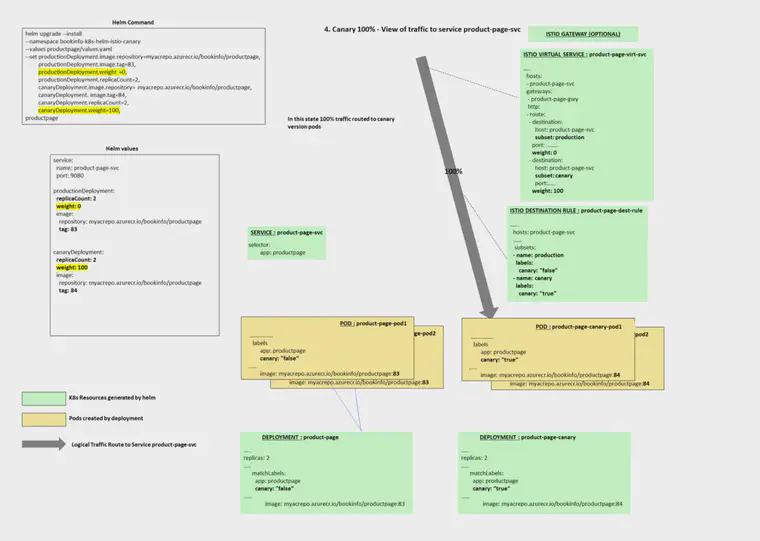 Helm Command
helm upgrade --install
--namespace bookinfo-k8s-helm-istio-canary
--values productpage/values.yaml
--set productionDeployment.image.repository=myacrepo.azurecr.io/bookinfo/productpage,
productionDeployment.image.tag=83,
productionDeployment.weight =0,
productionDeployment.replicaCount=2,
canaryDeployment.image.repository= myacrepo.azurecr.io/bookinfo/productpage,
canaryDeployment. image.tag=84,
canaryDeployment.replicaCount=2,
canaryDeployment.weight=100,
productpage
Helm values
service:
name: product-page-svc
port: 9080
productionDeployment:
replicaCount: 2
weight: 0
image:
repository: myacrepo.azurecr.io/bookinfo/productpage
tag: 83
canaryDeployment:
replicaCount: 2
weight: 100
image:
repository: myacrepo.azurecr.io/bookinfo/productpage
tag: 84
K8s Resources generated by helm
Pods created by deployment
Logical Traffic Route to Service product-page-svc
4. Canary 100% - View of traffic to service product-page-svc
In this state 100% traffic routed to canary
version pods
100%
ISTIO GATEWAY (OPTIONAL)
ISTIO VIRTUAL SERVICE : product-page-virt-svc
.....
hosts:
- product-page-svc
gateways:
- product-page-gwy
http:
- route:
- destination:
host: product-page-svc
subset: production
port: ........
weight: 0
- destination:
host: product-page-svc
subset: canary
port:.....
weight: 100
ISTIO DESTINATION RULE : product-page-dest-rule
....
hosts: product-page-svc
.....
subsets:
- name: production
labels:
canary: "false"
- name: canary
labels:
canary: "true"
SERVICE : product-page-svc
selector:
app: productpage
POD : product-page-pod1
.....
labels
app: productpage
canary: "false"
.....
image: myacrepo.azurecr.io/bookinfo/productpage:83
ge-pod2
image: myacrepo.azurecr.io/bookinfo/productpage:83
POD : product-page-canary-pod1
.....
labels
app: productpage
canary: "true"
.....
image: myacrepo.azurecr.io/bookinfo/productpage:84
pod2
image: myacrepo.azurecr.io/bookinfo/productpage:84
DEPLOYMENT : product-page
.....
replicas: 2
.....
matchLabels:
app: productpage
canary: "false"
.....
image: myacrepo.azurecr.io/bookinfo/productpage:83
DEPLOYMENT : product-page-canary
.....
replicas: 2
.....
matchLabels:
app: productpage
canary: "true"
.....
image: myacrepo.azurecr.io/bookinfo/productpage:84